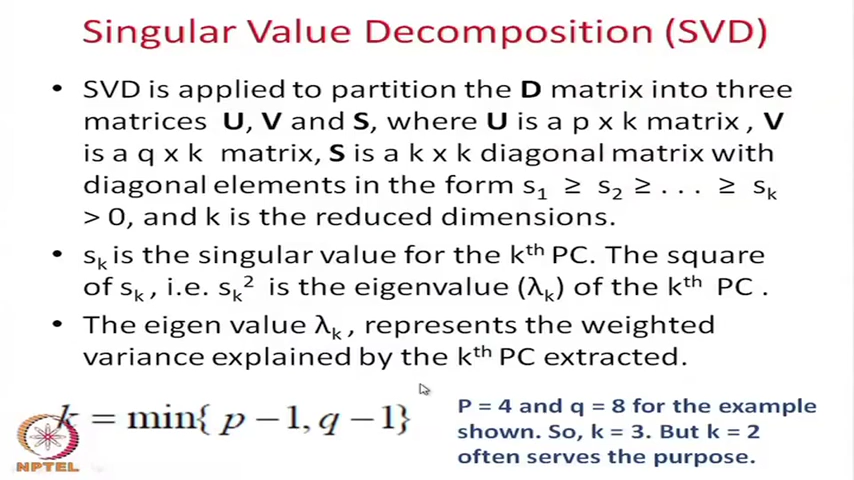 Singular Value Decomposition (SVD)
• SVD is applied to partition the D matrix into three
matrices U, V and S, where U is a p x k matrix , V
is a q x k matrix, S is a k x k diagonal matrix with
diagonal elements in the form s₁ ≥ s₂ ≥ . . . ≥ sₖ
> 0, and k is the reduced dimensions.
• sₖ is the singular value for the kᵗʰ PC. The square
of sₖ , i.e. sₖ² is the eigenvalue (λₖ) of the kᵗʰ PC .
• The eigen value λₖ , represents the weighted
variance explained by the kᵗʰ PC extracted.
k = min{ p −1, q −1}
P = 4 and q = 8 for the example
shown. So, k = 3. But k = 2
often serves the purpose.
NPTEL